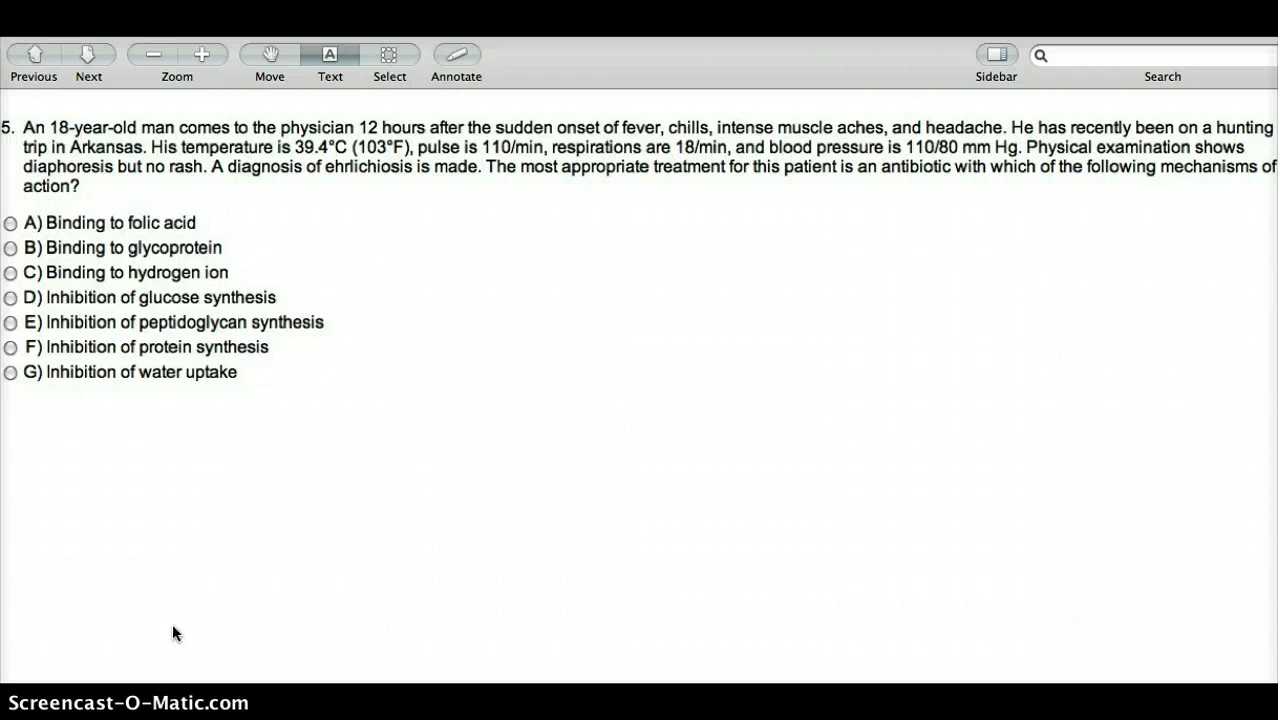 Previous Next Zoom Move Text Select Annotate Sidebar Search
5. An 18-year-old man comes to the physician 12 hours after the sudden onset of fever, chills, intense muscle aches, and headache. He has recently been on a hunting
trip in Arkansas. His temperature is 39.4°C (103°F), pulse is 110/min, respirations are 18/min, and blood pressure is 110/80 mm Hg. Physical examination shows
diaphoresis but no rash. A diagnosis of ehrlichiosis is made. The most appropriate treatment for this patient is an antibiotic with which of the following mechanisms of
action?
A) Binding to folic acid
B) Binding to glycoprotein
C) Binding to hydrogen ion
D) Inhibition of glucose synthesis
E) Inhibition of peptidoglycan synthesis
F) Inhibition of protein synthesis
G) Inhibition of water uptake
Screencast-O-Matic.com